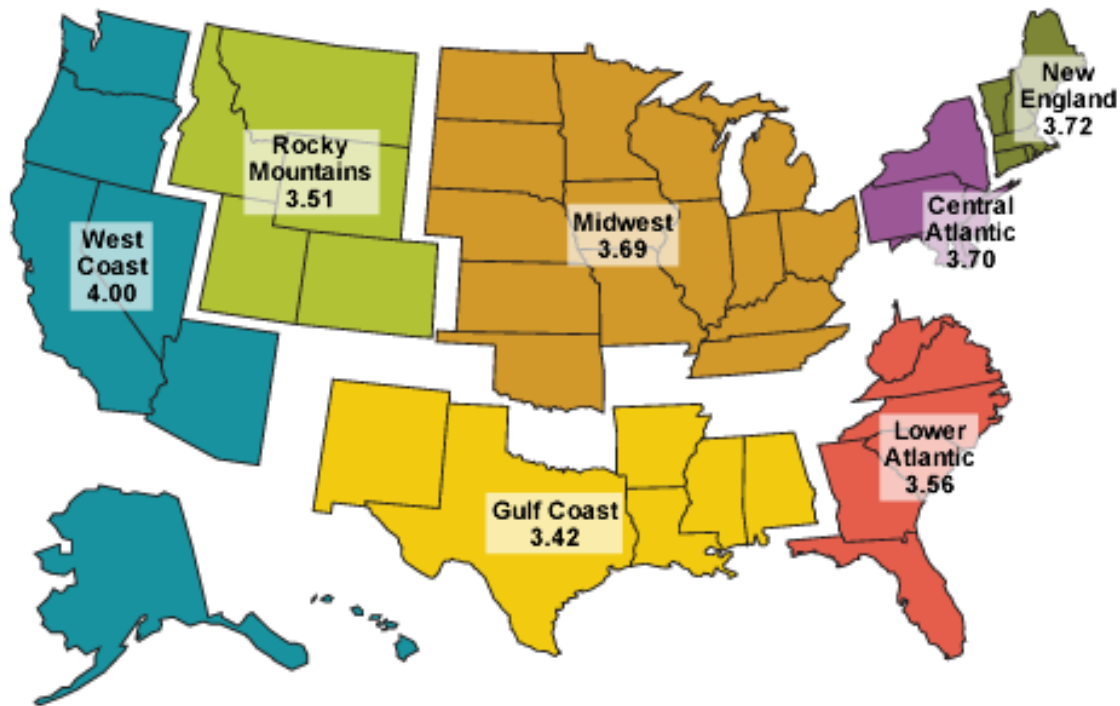 New
England
3.72
Rocky
Mountains
3.51
Central
Atlantic
3.70
Midwest
3.69
West
Coast
4.00
Lower
Atlantic
3.56
Gulf Coast
3.42